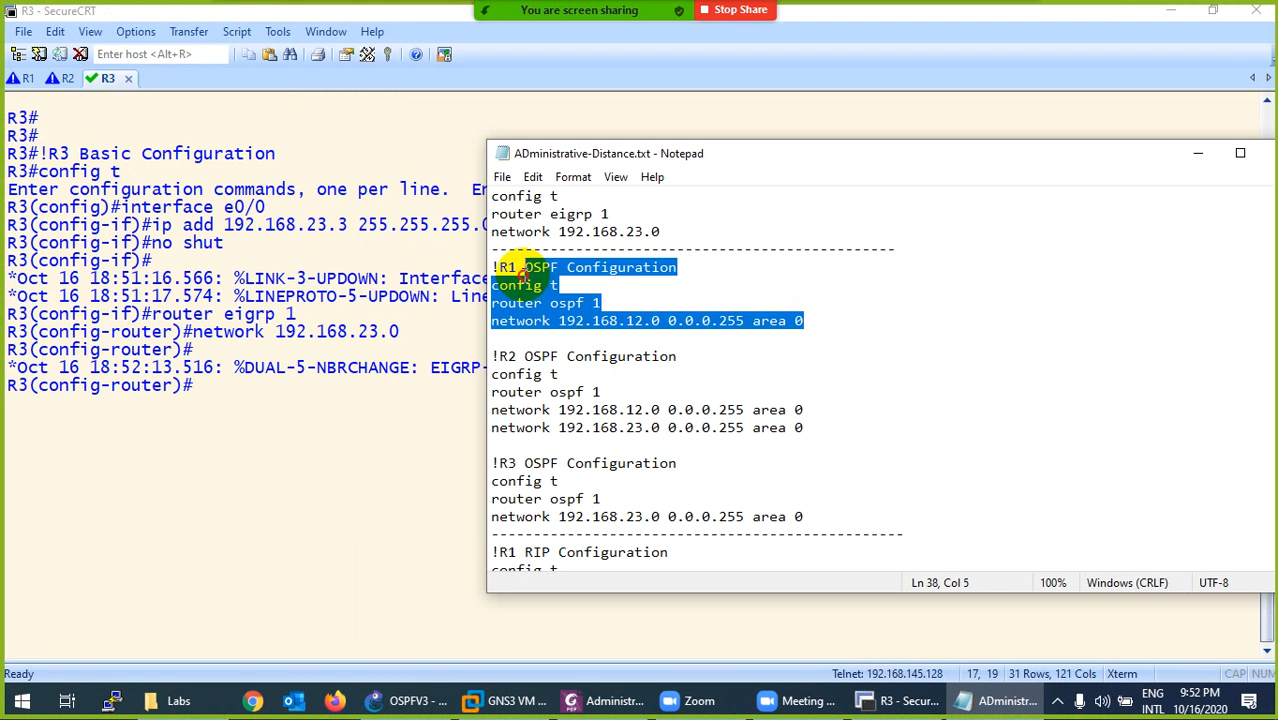 R3 - SecureCRT
You are screen sharing
Stop Share
File Edit View Options Transfer Script Tools Window Help
Enter host <Alt+R>
R1 R2 R3
R3#
R3#
R3#!R3 Basic Configuration
R3#config t
Enter configuration commands, one per line. En
R3(config)#interface e0/0
R3(config-if)#ip add 192.168.23.3 255.255.255.0
R3(config-if)#no shut
R3(config-if)#
*Oct 16 18:51:16.566: %LINK-3-UPDOWN: Interface
*Oct 16 18:51:17.574: %LINEPROTO-5-UPDOWN: Line
R3(config-if)#router eigrp 1
R3(config-router)#network 192.168.23.0
R3(config-router)#
*Oct 16 18:52:13.516: %DUAL-5-NBRCHANGE: EIGRP-
R3(config-router)#
ADministrative-Distance.txt - Notepad
File Edit Format View Help
config t
router eigrp 1
network 192.168.23.0
------------------------------------------------
!R1 OSPF Configuration
config t
router ospf 1
network 192.168.12.0 0.0.0.255 area 0
!R2 OSPF Configuration
config t
router ospf 1
network 192.168.12.0 0.0.0.255 area 0
network 192.168.23.0 0.0.0.255 area 0
!R3 OSPF Configuration
config t
router ospf 1
network 192.168.23.0 0.0.0.255 area 0
-------------------------------------------------
!R1 RIP Configuration
config t
Ln 38, Col 5 100% Windows (CRLF) UTF-8
Ready Telnet: 192.168.145.128 17, 19 31 Rows, 121 Cols Xterm CAP NUM
Labs OSPFV3 - ... GNS3 VM ... Administr... Zoom Meeting ... R3 - Secur... ADminist... ENG 9:52 PM
INTL 10/16/2020